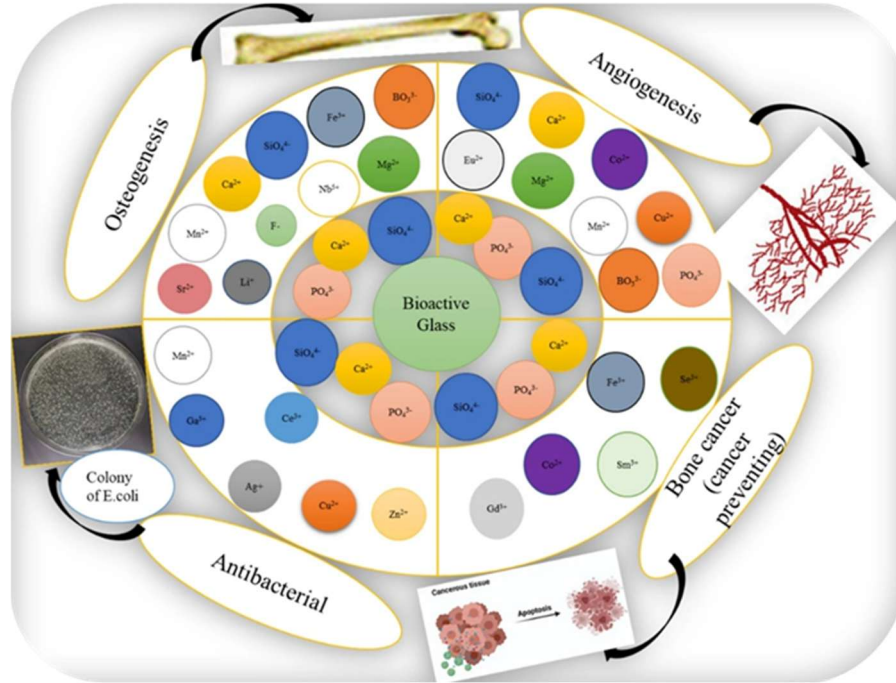 Osteogenesis
Angiogenesis
BO₃³⁻
Fe³⁺
SiO₄⁴⁻
Mg²⁺
Ca²⁺
Nb⁵⁺
Mn²⁺
F-
Sr²⁺
Li⁺
SiO₄⁴⁻
Ca²⁺
Eu²⁺
Co²⁺
Mg²⁺
Mn²⁺
Cu²⁺
BO₃³⁻
PO₄³⁻
SiO₄⁴⁻
Ca²⁺
PO₄³⁻
Ca²⁺
PO₄³⁻
SiO₄⁴⁻
Bioactive
Glass
SiO₄⁴⁻
Ca²⁺
PO₄³⁻
Ca²⁺
PO₄³⁻
SiO₄⁴⁻
Mn²⁺
Ga³⁺
Ce³⁺
Ag+
Cu²⁺
Zn²⁺
Fe³⁺
Co²⁺
Sm³⁺
Gd³⁺
Colony
of E.coli
Antibacterial
Bone cancer
(cancer
preventing)
Cancerous tissue
Apoptosis